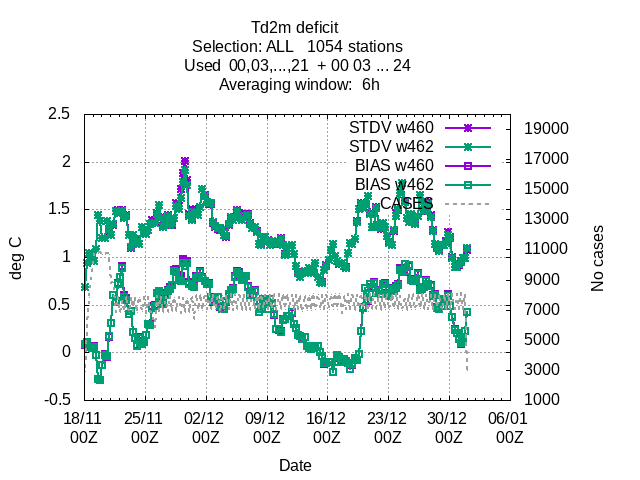 Td2m deficit
Selection: ALL   1054 stations
Used  00,03,...,21  + 00 03 ... 24
Averaging window:  6h
2.5
2
1.5
1
0.5
0
-0.5
deg C
19000
17000
15000
13000
11000
9000
7000
5000
3000
1000
No cases
STDV w460
STDV w462
BIAS w460
BIAS w462
CASES
18/11 25/11 02/12 09/12 16/12 23/12 30/12 06/01
00Z 00Z 00Z 00Z 00Z 00Z 00Z 00Z
Date